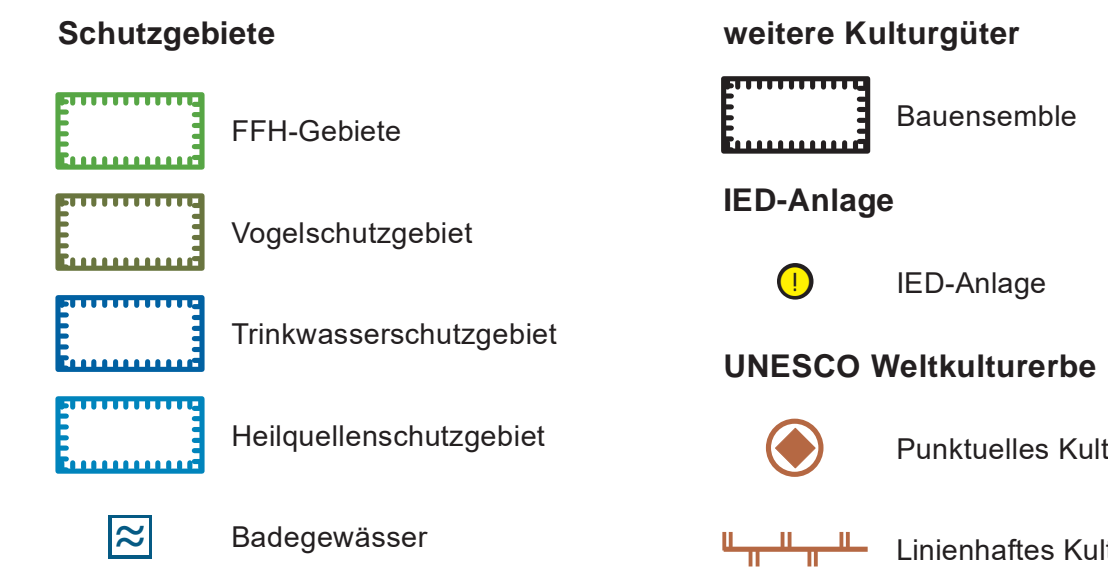 Schutzgebiete
FFH-Gebiete
Vogelschutzgebiet
Trinkwasserschutzgebiet
Heilquellenschutzgebiet
Badegewässer
weitere Kulturgüter
Bauensemble
IED-Anlage
!
IED-Anlage
UNESCO Weltkulturerbe
Punktuelles Kult
Linienhaftes Kult